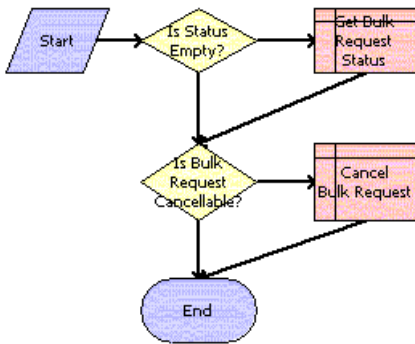 Start
Is Status
Empty?
Get Bulk
Request
Status
Is Bulk
Request
Cancellable?
Cancel
Bulk Request
End